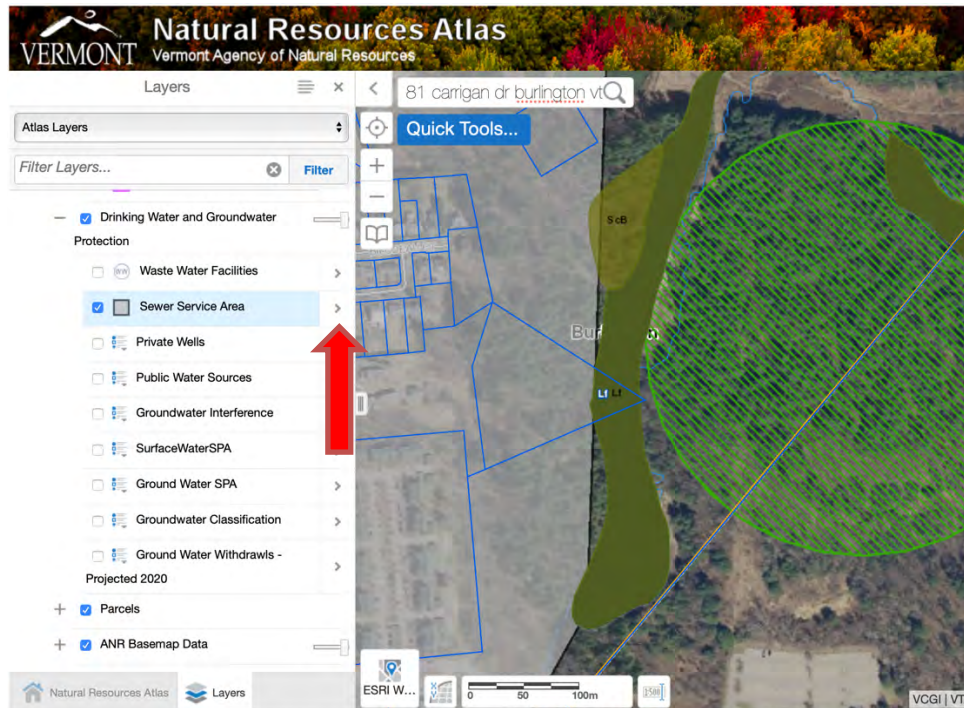 VERMONT
Natural Resources Atlas
Vermont Agency of Natural Resources
Layers
Atlas Layers
Filter Layers...
Filter
Drinking Water and Groundwater
Protection
WW Waste Water Facilities
Sewer Service Area
Private Wells
Public Water Sources
Groundwater Interference
SurfaceWaterSPA
Ground Water SPA
Groundwater Classification
Ground Water Withdrawls -
Projected 2020
Parcels
ANR Basemap Data
Natural Resources Atlas
Layers
81 carrigan dr burlington vt
Quick Tools...
ScB
Lf Lf
ESRI W...
0 50 100m
VCGI | VT